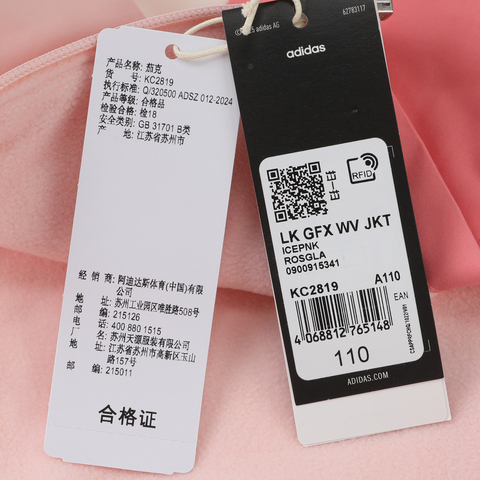 产品名称: 茄克
货 号: KC2819
执行标准: Q/320500 ADSZ 012-2024
产品等级: 合格品
检验合格: 检18
安全类别: GB 31701 B类
产 地: 江苏省苏州市
经 销 商: 阿迪达斯体育(中国)有限公司
地址: 苏州工业园区唯胜路508号
邮 编: 215126
电话: 400 880 1515
名 称: 苏州天源服装有限公司
地址: 江苏省苏州市高新区玉山路157号
邮 编: 215011
合格证
adidas AG
62783117
adidas
RFID
LK GFX WV JKT
ICEPNK
ROSGLA
0900915341
KC2819 A110
EAN
4 068812 765148
110
ADIDAS.COM